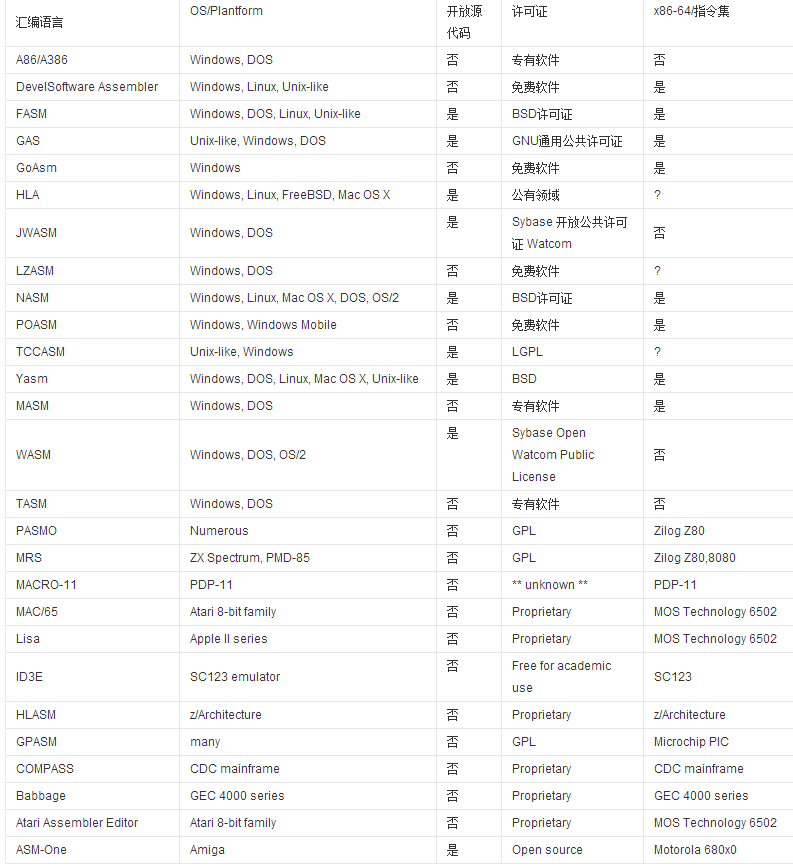 汇编语言 OS/Plantform 开放源 许可证 x86-64/指令集
代码
A86/A386 Windows, DOS 否 专有软件 否
DevelSoftware Assembler Windows, Linux, Unix-like 否 免费软件 是
FASM Windows, DOS, Linux, Unix-like 是 BSD许可证 是
GAS Unix-like, Windows, DOS 是 GNU通用公共许可证 是
GoAsm Windows 否 免费软件 是
HLA Windows, Linux, FreeBSD, Mac OS X 是 公有领域 ?
JWASM Windows, DOS 是 Sybase 开放公共许可 否
证 Watcom
LZASM Windows, DOS 否 免费软件 ?
NASM Windows, Linux, Mac OS X, DOS, OS/2 是 BSD许可证 是
POASM Windows, Windows Mobile 否 免费软件 是
TCCASM Unix-like, Windows 是 LGPL ?
Yasm Windows, DOS, Linux, Mac OS X, Unix-like 是 BSD 是
MASM Windows, DOS 否 专有软件 是
WASM Windows, DOS, OS/2 是 Sybase Open 否
Watcom Public
License
TASM Windows, DOS 否 专有软件 否
PASMO Numerous 否 GPL Zilog Z80
MRS ZX Spectrum, PMD-85 否 GPL Zilog Z80,8080
MACRO-11 PDP-11 否 ** unknown ** PDP-11
MAC/65 Atari 8-bit family 否 Proprietary MOS Technology 6502
Lisa Apple II series 否 Proprietary MOS Technology 6502
ID3E SC123 emulator 否 Free for academic SC123
use
HLASM z/Architecture 否 Proprietary z/Architecture
GPASM many 否 GPL Microchip PIC
COMPASS CDC mainframe 否 Proprietary CDC mainframe
Babbage GEC 4000 series 否 Proprietary GEC 4000 series
Atari Assembler Editor Atari 8-bit family 否 Proprietary MOS Technology 6502
ASM-One Amiga 是 Open source Motorola 680x0